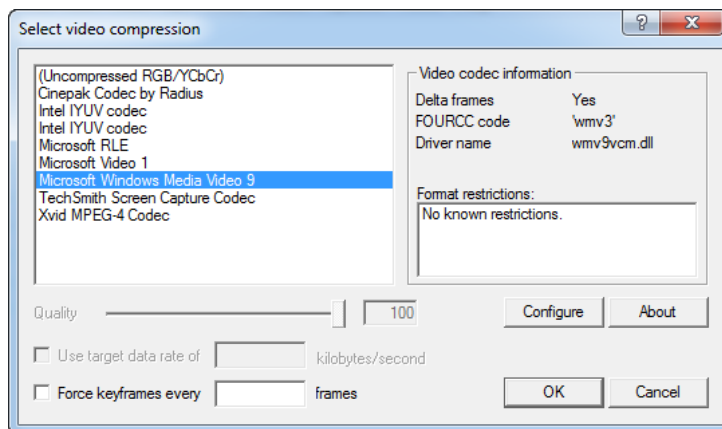 Select video compression
(Uncompressed RGB/YCbCr)
Cinepak Codec by Radius
Intel IYUV codec
Intel IYUV codec
Microsoft RLE
Microsoft Video 1
Microsoft Windows Media Video 9
TechSmith Screen Capture Codec
Xvid MPEG-4 Codec
Video codec information
Delta frames Yes
FOURCC code 'wmv3'
Driver name wmv9vcm.dll
Format restrictions:
No known restrictions.
Quality 100
Configure About
Use target data rate of kilobytes/second
Force keyframes every frames
OK Cancel